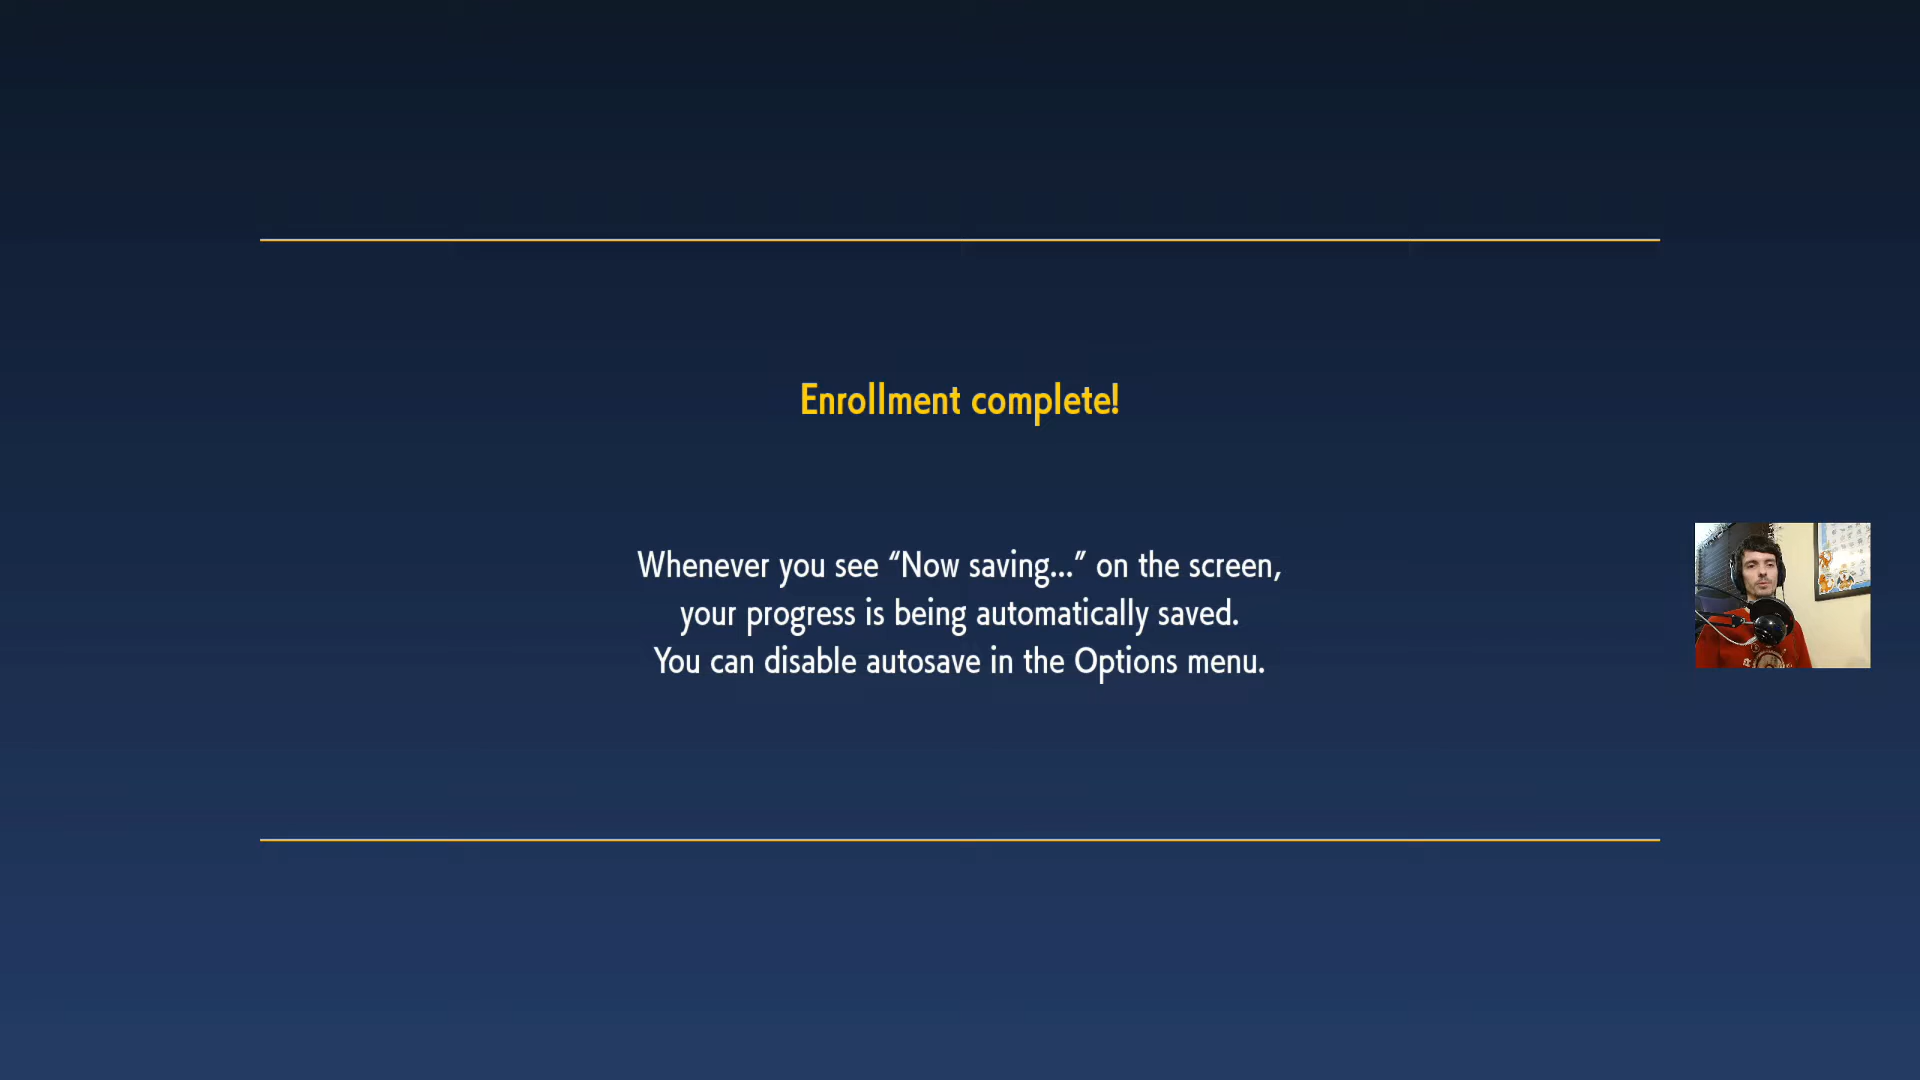 Enrollment complete!
Whenever you see “Now saving...” on the screen,
your progress is being automatically saved.
You can disable autosave in the Options menu.